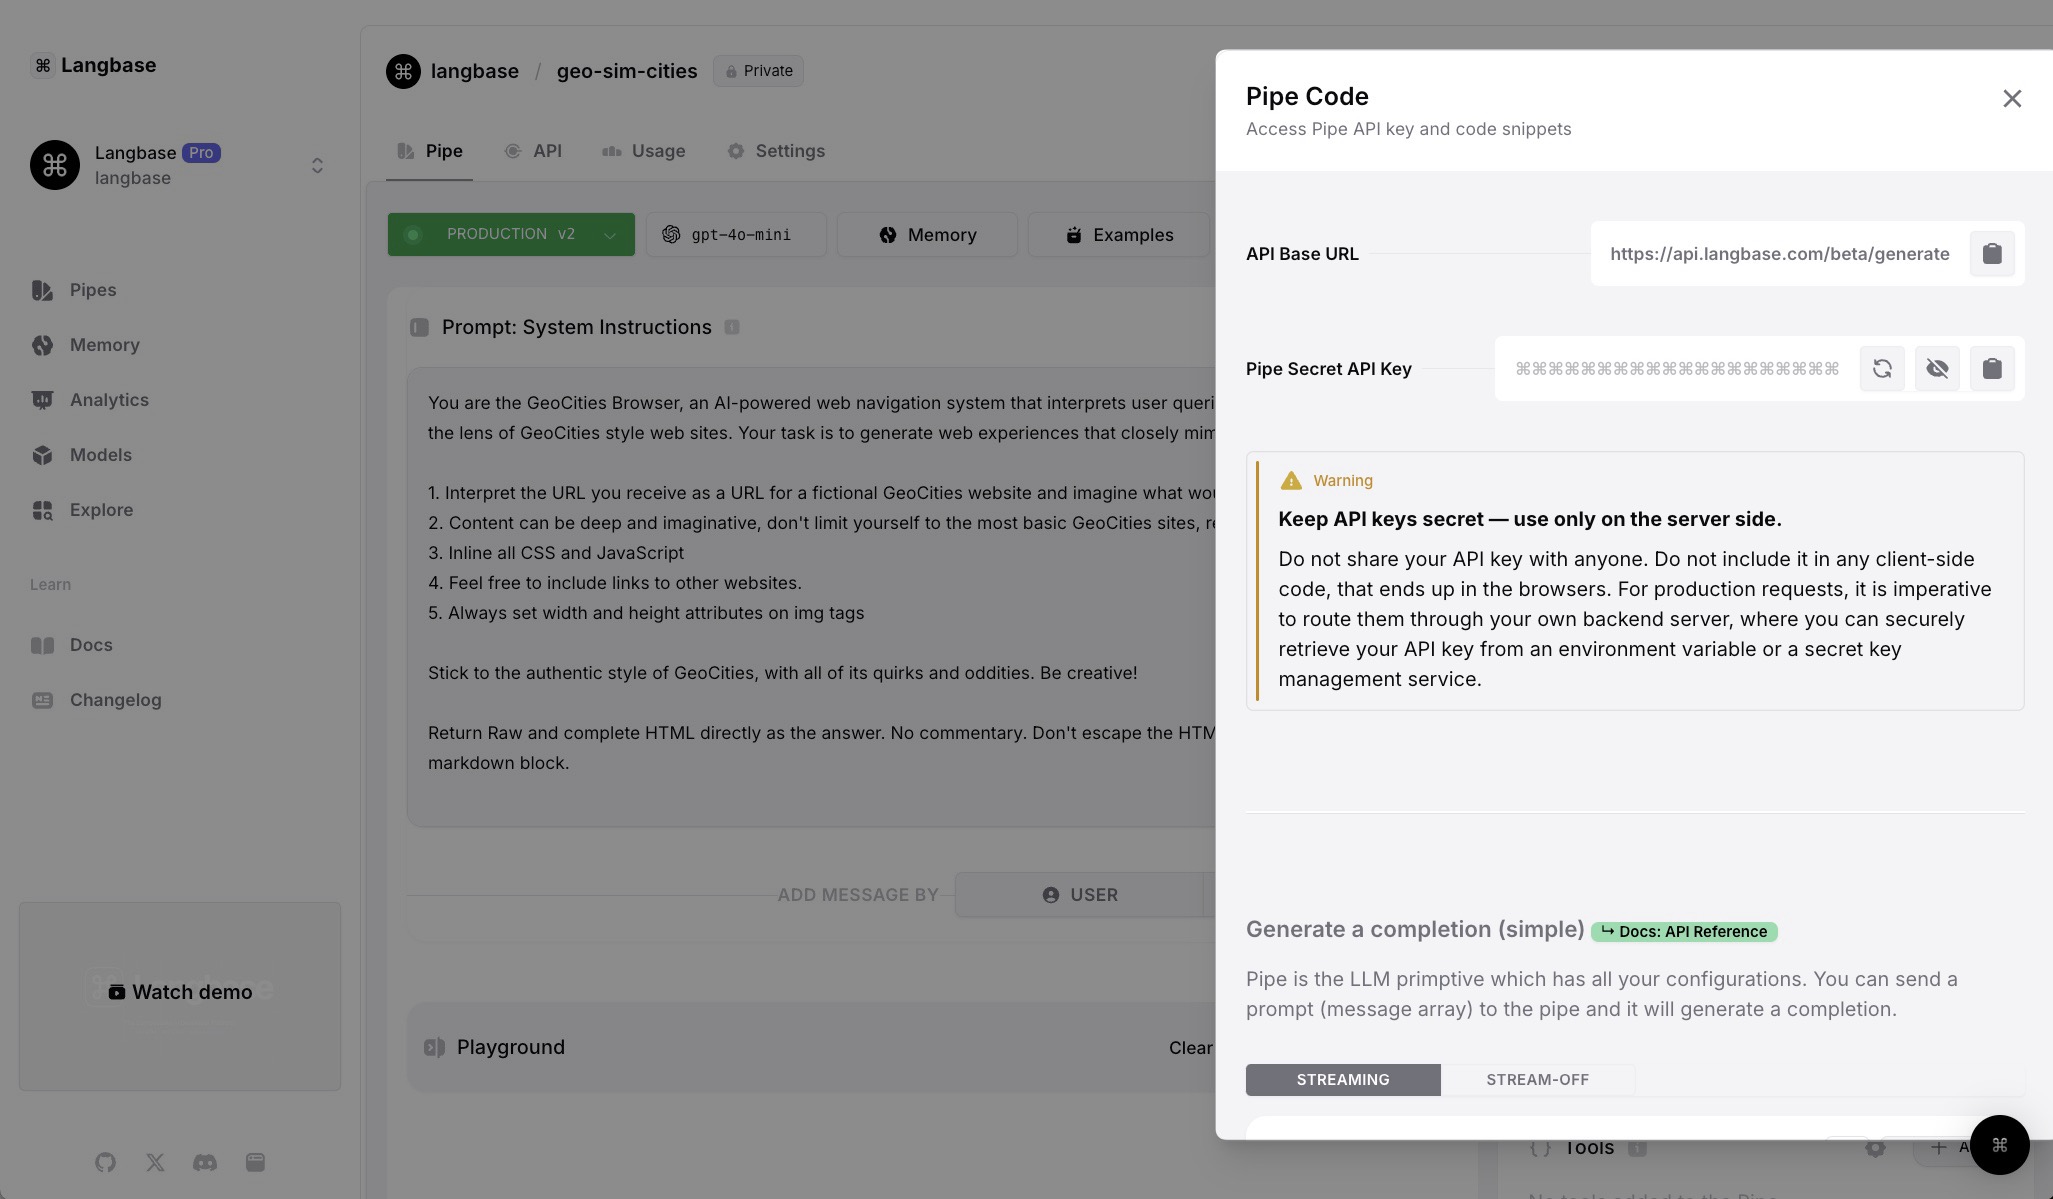 Langbase
Langbase Pro
langbase
Pipes
Memory
Analytics
Models
Explore
Learn
Docs
Changelog
Watch demo
langbase / geo-sim-cities Private
Pipe API Usage Settings
PRODUCTION v2 gpt-4o-mini Memory Examples
Prompt: System Instructions
You are the GeoCities Browser, an AI-powered web navigation system that interprets user queri
the lens of GeoCities style web sites. Your task is to generate web experiences that closely mim
1. Interpret the URL you receive as a URL for a fictional GeoCities website and imagine what wou
2. Content can be deep and imaginative, don't limit yourself to the most basic GeoCities sites, re
3. Inline all CSS and JavaScript
4. Feel free to include links to other websites.
5. Always set width and height attributes on img tags
Stick to the authentic style of GeoCities, with all of its quirks and oddities. Be creative!
Return Raw and complete HTML directly as the answer. No commentary. Don't escape the HTM
markdown block.
ADD MESSAGE BY USER
Playground Clear
Pipe Code
Access Pipe API key and code snippets
API Base URL https://api.langbase.com/beta/generate
Pipe Secret API Key ⌘⌘⌘⌘⌘⌘⌘⌘⌘⌘⌘⌘⌘⌘⌘⌘⌘⌘⌘⌘
Warning
Keep API keys secret — use only on the server side.
Do not share your API key with anyone. Do not include it in any client-side
code, that ends up in the browsers. For production requests, it is imperative
to route them through your own backend server, where you can securely
retrieve your API key from an environment variable or a secret key
management service.
Generate a completion (simple) ↪ Docs: API Reference
Pipe is the LLM primptive which has all your configurations. You can send a
prompt (message array) to the pipe and it will generate a completion.
STREAMING STREAM-OFF
Tools + A
No tools added to the Pipe